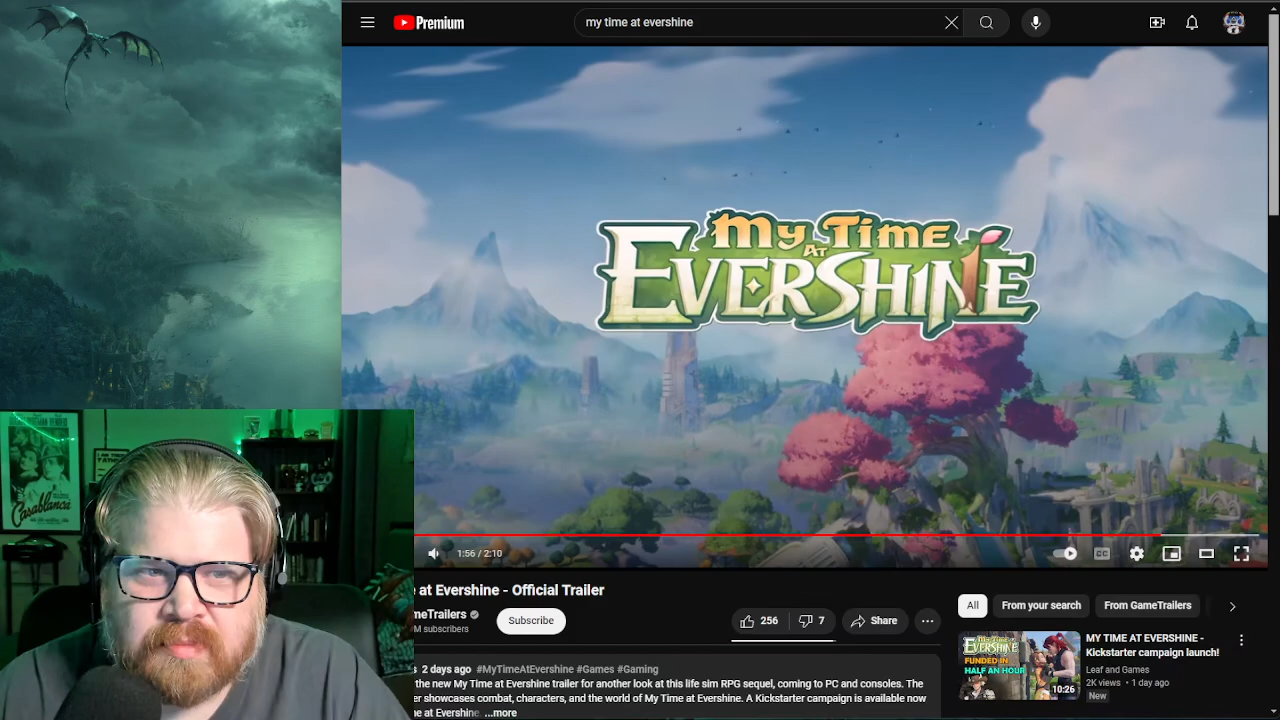 Premium
my time at evershine
My Time
AT
EVERSHINE
Casablanca
1:56 / 2:10
CC
e at Evershine - Official Trailer
meTrailers
M subscribers
Subscribe
256
7
Share
s 2 days ago #MyTimeAtEvershine #Games #Gaming
the new My Time at Evershine trailer for another look at this life sim RPG sequel, coming to PC and consoles. The
er showcases combat, characters, and the world of My Time at Evershine. A Kickstarter campaign is available now
ne at Evershine ...more
All
From your search
From GameTrailers
My Time
EVERSHINE
FUNDED IN
HALF AN HOUR
10:26
MY TIME AT EVERSHINE -
Kickstarter campaign launch!
Leaf and Games
2K views • 1 day ago
New